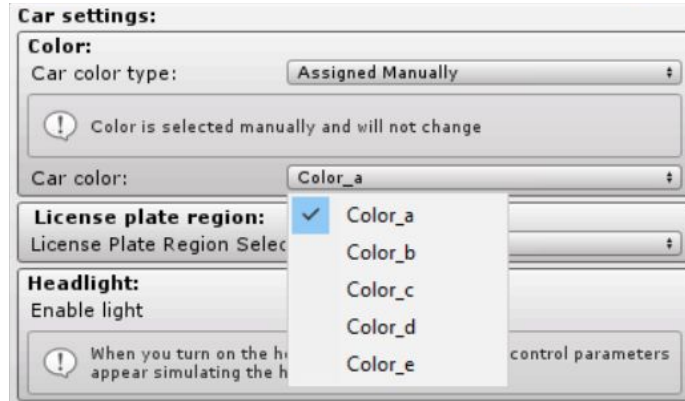 Car settings:
Color:
Car color type: Assigned Manually
Color is selected manually and will not change
Car color: Color_a
Color_a
License plate region:
Color_b
License Plate Region Selec
Color_c
Headlight:
Enable light
Color_d
When you turn on the h control parameters
Color_e
appear simulating the h